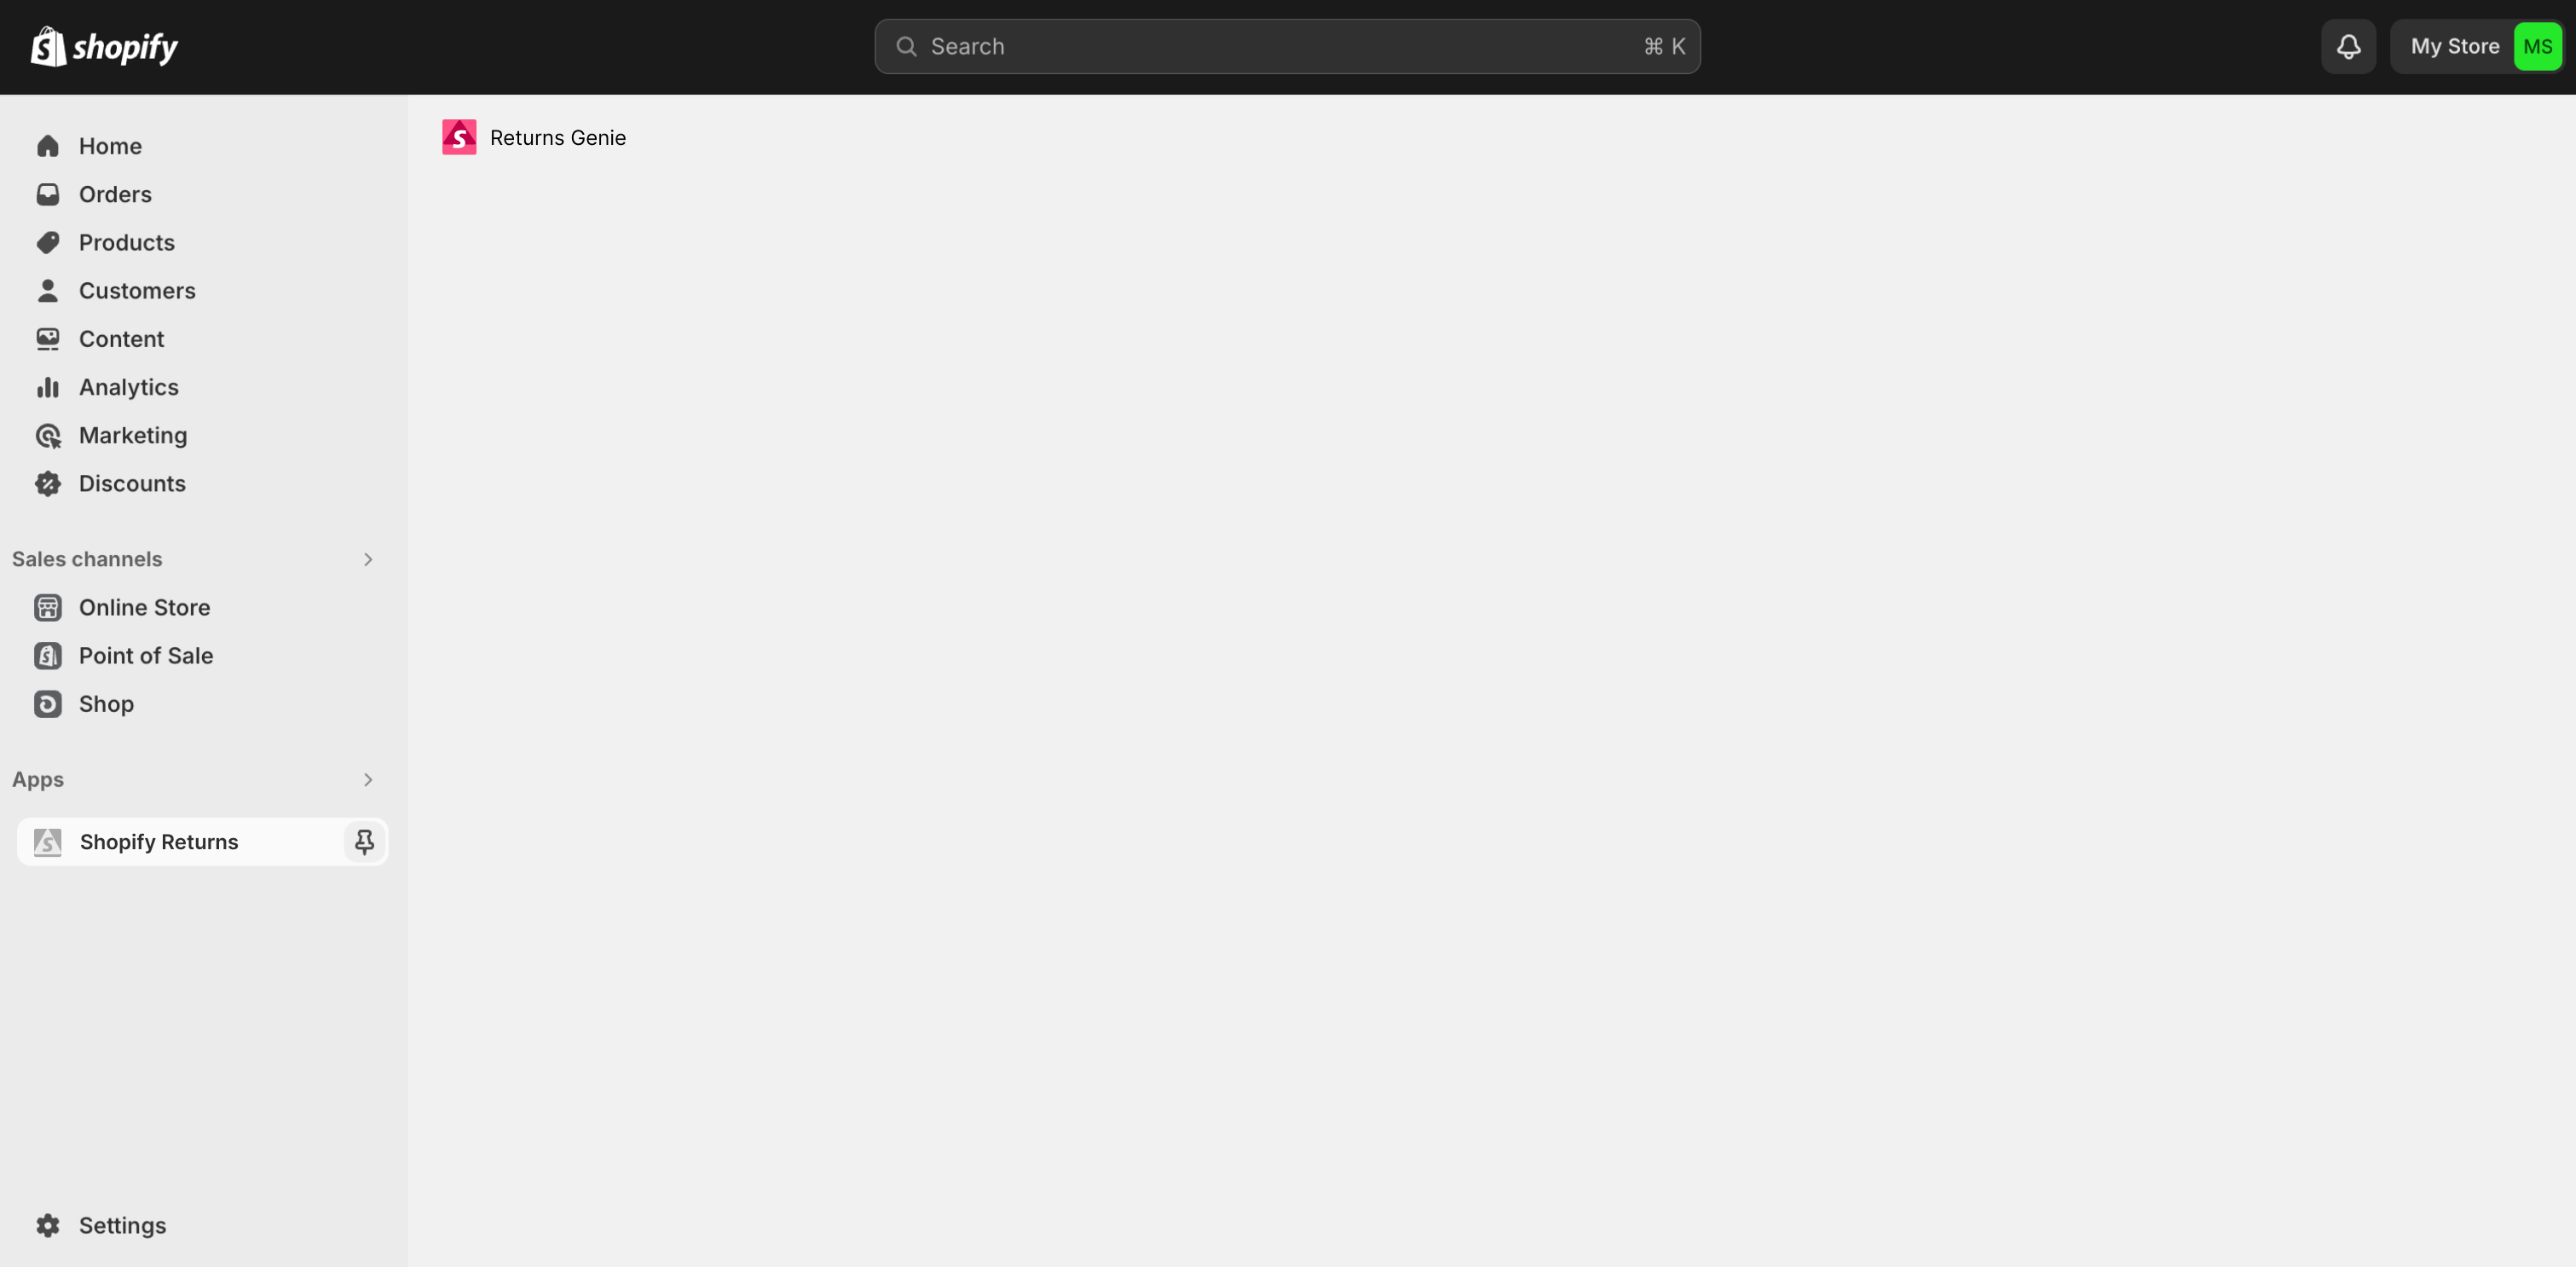 shopify
Search
⌘ K
My Store
MS
Home
Orders
Products
Customers
Content
Analytics
Marketing
Discounts
Sales channels
Online Store
Point of Sale
Shop
Apps
Shopify Returns
Settings
Returns Genie